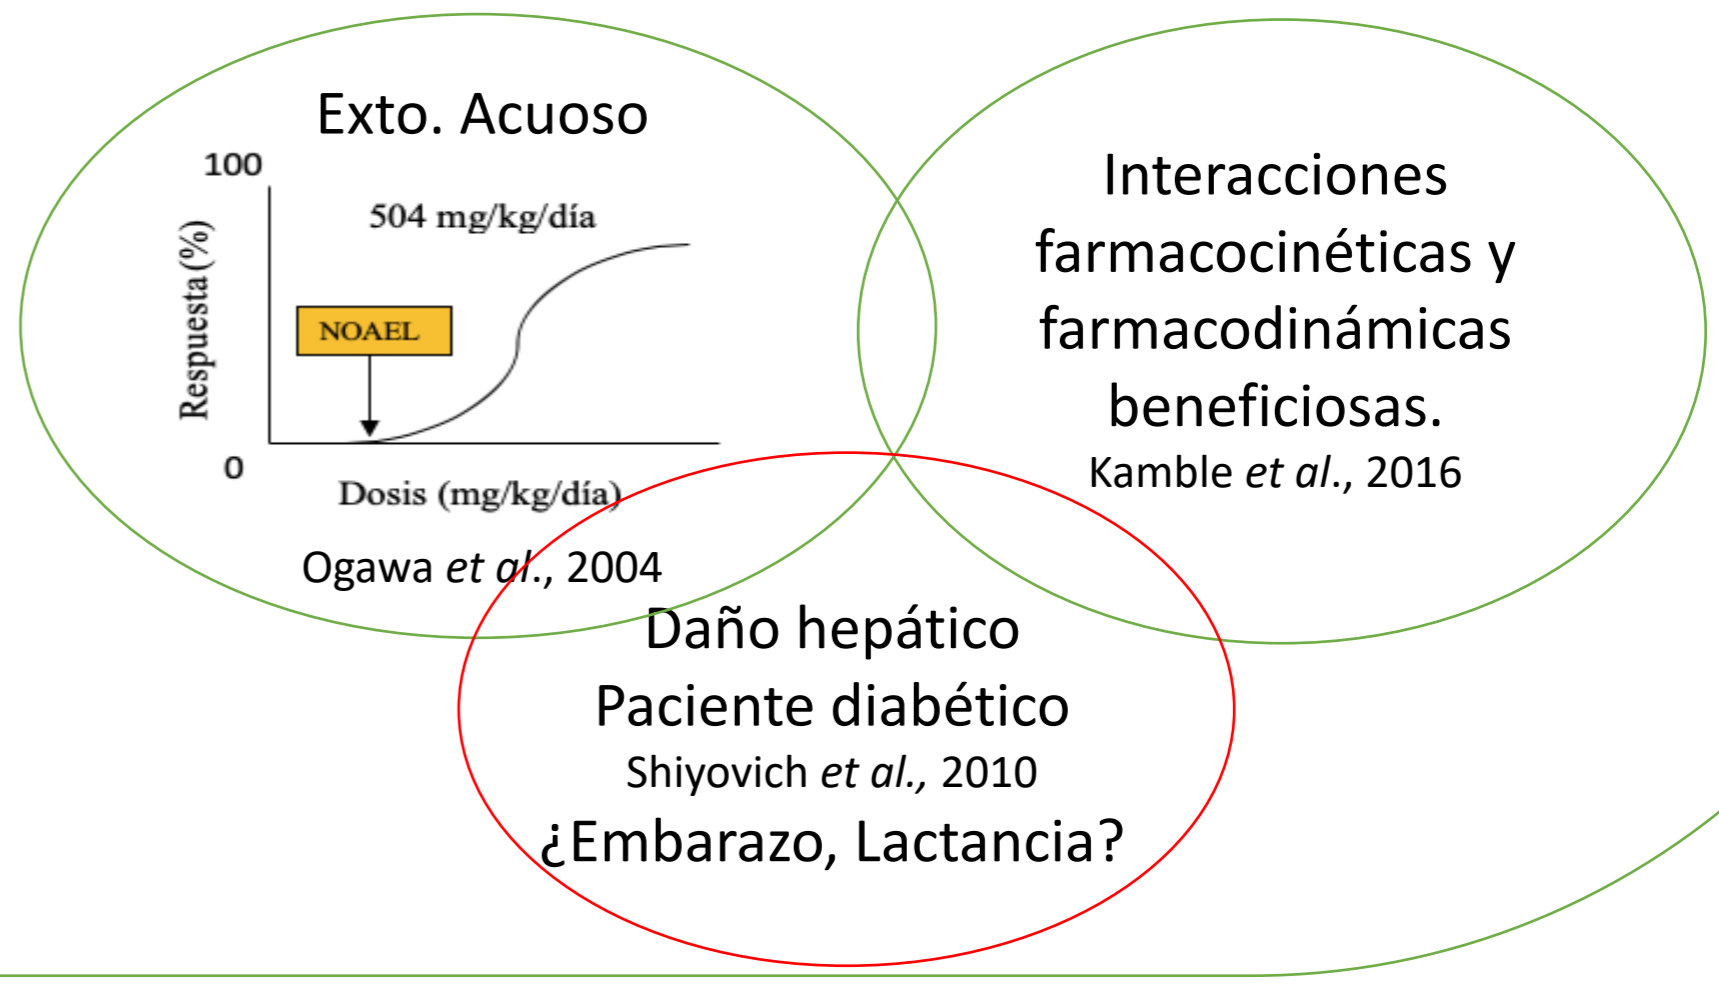 Exto. Acuoso
100
504 mg/kg/día
Respuesta (%)
NOAEL
0
Dosis (mg/kg/día)
Ogawa et al., 2004
Interacciones
farmacocinéticas y
farmacodinámicas
beneficiosas.
Kamble et al., 2016
Daño hepático
Paciente diabético
Shiyovich et al., 2010
¿Embarazo, Lactancia?